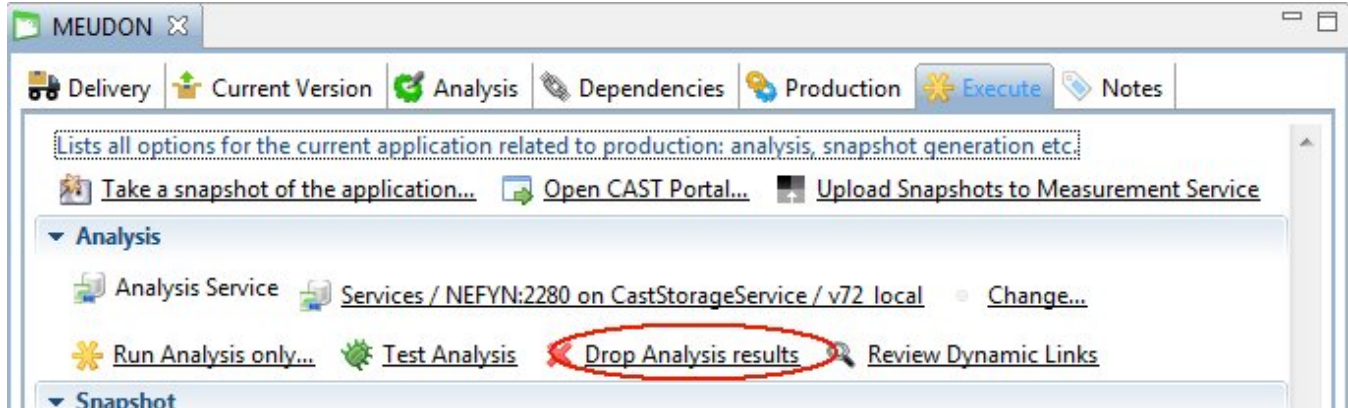 MEUDON
Delivery Current Version Analysis Dependencies Production Execute Notes
Lists all options for the current application related to production: analysis, snapshot generation etc.
Take a snapshot of the application... Open CAST Portal... Upload Snapshots to Measurement Service
Analysis
Analysis Service Services / NEFYN:2280 on CastStorageService / v72_local Change...
Run Analysis only... Test Analysis Drop Analysis results Review Dynamic Links
Snapshot